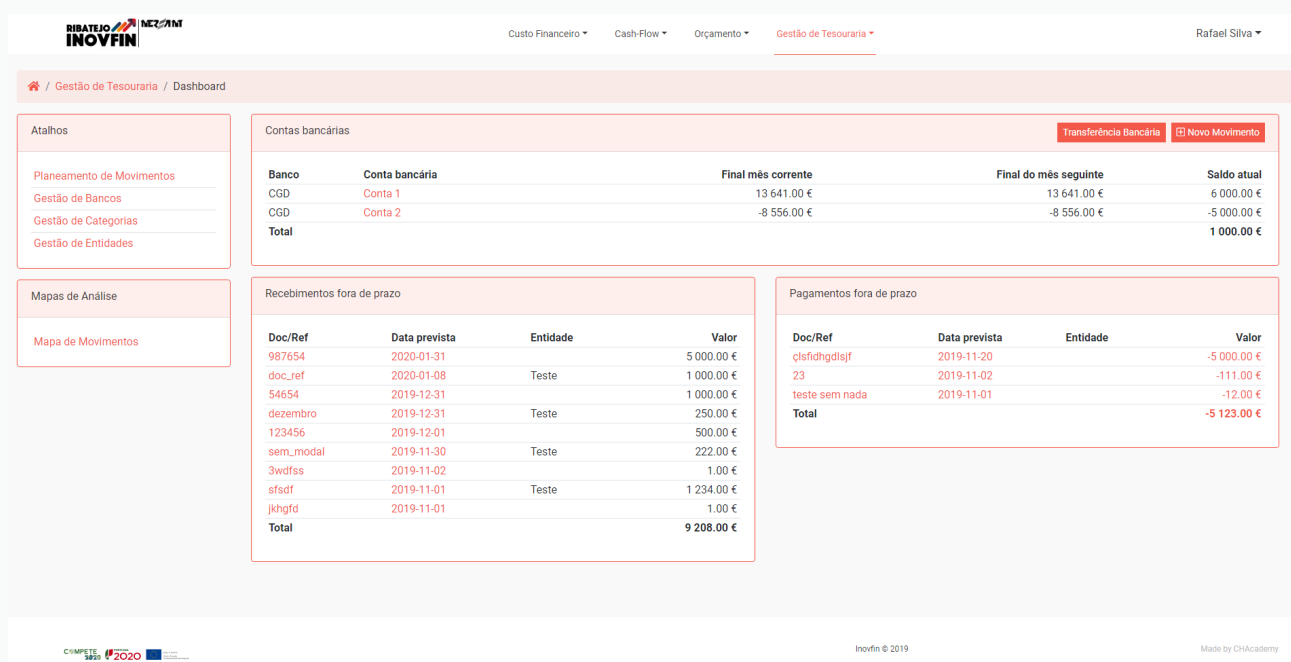 RIBATEJO INOVFIN NERSANT
Custo Financeiro Cash-Flow Orçamento Gestão de Tesouraria Rafael Silva
/ Gestão de Tesouraria / Dashboard
Atalhos
Planeamento de Movimentos
Gestão de Bancos
Gestão de Categorias
Gestão de Entidades
Mapas de Análise
Mapa de Movimentos
Contas bancárias Transferência Bancária Novo Movimento
Banco Conta bancária Final mês corrente Final do mês seguinte Saldo atual
CGD Conta 1 13 641.00 € 13 641.00 € 6 000.00 €
CGD Conta 2 -8 556.00 € -8 556.00 € -5 000.00 €
Total 1 000.00 €
Recebimentos fora de prazo
Doc/Ref Data prevista Entidade Valor
987654 2020-01-31 5 000.00 €
doc_ref 2020-01-08 Teste 1 000.00 €
54654 2019-12-31 1 000.00 €
dezembro 2019-12-31 Teste 250.00 €
123456 2019-12-01 500.00 €
sem_modal 2019-11-30 Teste 222.00 €
3wdfss 2019-11-02 1.00 €
sfsdf 2019-11-01 Teste 1 234.00 €
jkhgfd 2019-11-01 1.00 €
Total 9 208.00 €
Pagamentos fora de prazo
Doc/Ref Data prevista Entidade Valor
çlsfidhgdlsjf 2019-11-20 -5 000.00 €
23 2019-11-02 -111.00 €
teste sem nada 2019-11-01 -12.00 €
Total -5 123.00 €
COMPETE 2020 2020 Inovfin © 2019 Made by CHAcademy